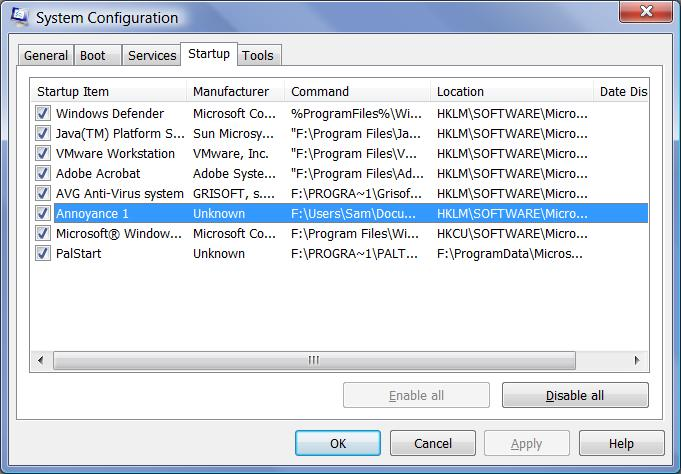 System Configuration
General Boot Services Startup Tools
Startup Item Manufacturer Command Location Date Dis
Windows Defender Microsoft Co... %ProgramFiles%\Wi... HKLM\SOFTWARE\Micro...
Java(TM) Platform S... Sun Microsy... "F:\Program Files\Ja... HKLM\SOFTWARE\Micro...
VMware Workstation VMware, Inc. "F:\Program Files\V... HKLM\SOFTWARE\Micro...
Adobe Acrobat Adobe Syste... "F:\Program Files\Ad... HKLM\SOFTWARE\Micro...
AVG Anti-Virus system GRISOFT, s.... F:\PROGRA~1\Grisof... HKLM\SOFTWARE\Micro...
Annoyance 1 Unknown F:\Users\Sam\Docu... HKLM\SOFTWARE\Micro...
Microsoft® Window... Microsoft Co... F:\Program Files\Wi... HKCU\SOFTWARE\Micro...
PalStart Unknown F:\PROGRA~1\PALT... F:\ProgramData\Micros...
Enable all Disable all
OK Cancel Apply Help